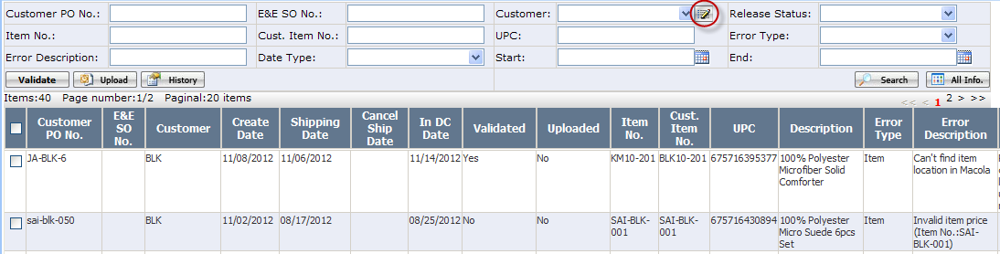 Customer PO No.: E&E SO No.: Customer: Release Status:
Item No.: Cust. Item No.: UPC: Error Type:
Error Description: Date Type: Start: End:
Validate Upload History Search All Info.
Items:40 Page number:1/2 Paginal:20 items << < 1 2 > >>
Customer PO No. E&E SO No. Customer Create Date Shipping Date Cancel Ship Date In DC Date Validated Uploaded Item No. Cust. Item No. UPC Description Error Type Error Description
JA-BLK-6 BLK 11/08/2012 11/06/2012 11/14/2012 Yes No KM10-201 BLK10-201 675716395377 100% Polyester Microfiber Solid Comforter Item Can't find item location in Macola
sai-blk-050 BLK 11/02/2012 08/17/2012 08/25/2012 No No SAI-BLK-001 SAI-BLK-001 675716430894 100% Polyester Micro Suede 6pcs Set Item Invalid item price (Item No.:SAI-BLK-001)